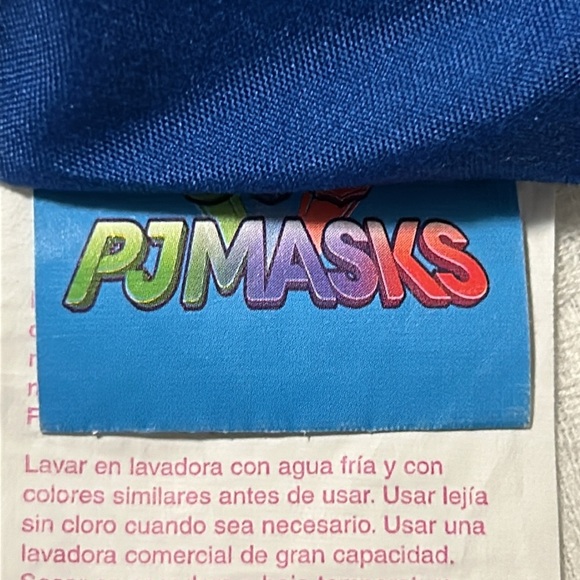 PJMASKS
Lavar en lavadora con agua fría y con
colores similares antes de usar. Usar lejía
sin cloro cuando sea necesario. Usar una
lavadora comercial de gran capacidad.